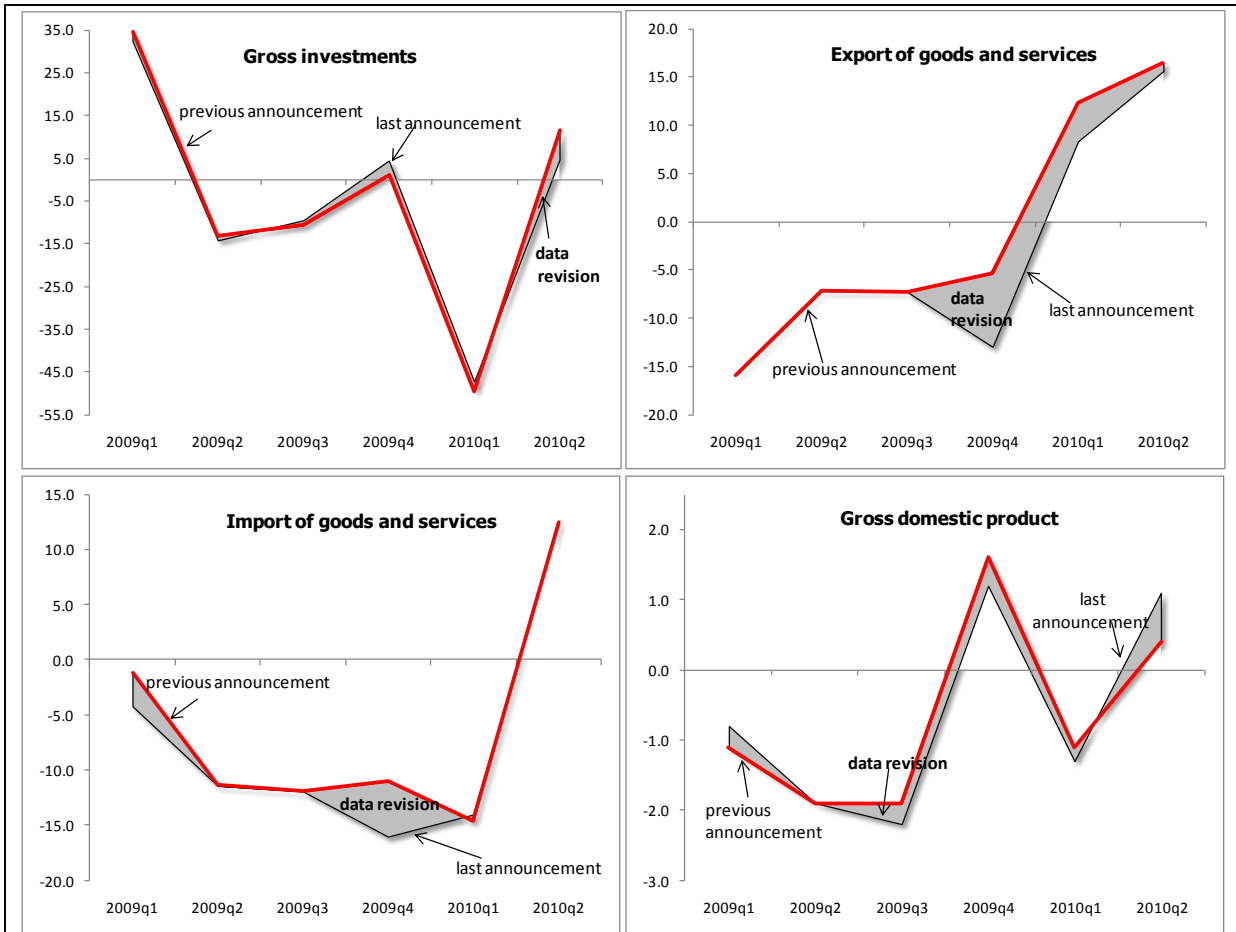 Gross investments
35.0
25.0
15.0
5.0
-5.0
-15.0
-25.0
-35.0
-45.0
-55.0
previous announcement
last announcement
data
revision
2009q1 2009q2 2009q3 2009q4 2010q1 2010q2
Export of goods and services
20.0
15.0
10.0
5.0
0.0
-5.0
-10.0
-15.0
-20.0
data
revision
last announcement
previous announcement
2009q1 2009q2 2009q3 2009q4 2010q1 2010q2
Import of goods and services
15.0
10.0
5.0
0.0
-5.0
-10.0
-15.0
-20.0
previous announcement
data revision
last announcement
2009q1 2009q2 2009q3 2009q4 2010q1 2010q2
Gross domestic product
2.0
1.0
0.0
-1.0
-2.0
-3.0
last
announcement
data revision
previous
announcement
2009q1 2009q2 2009q3 2009q4 2010q1 2010q2